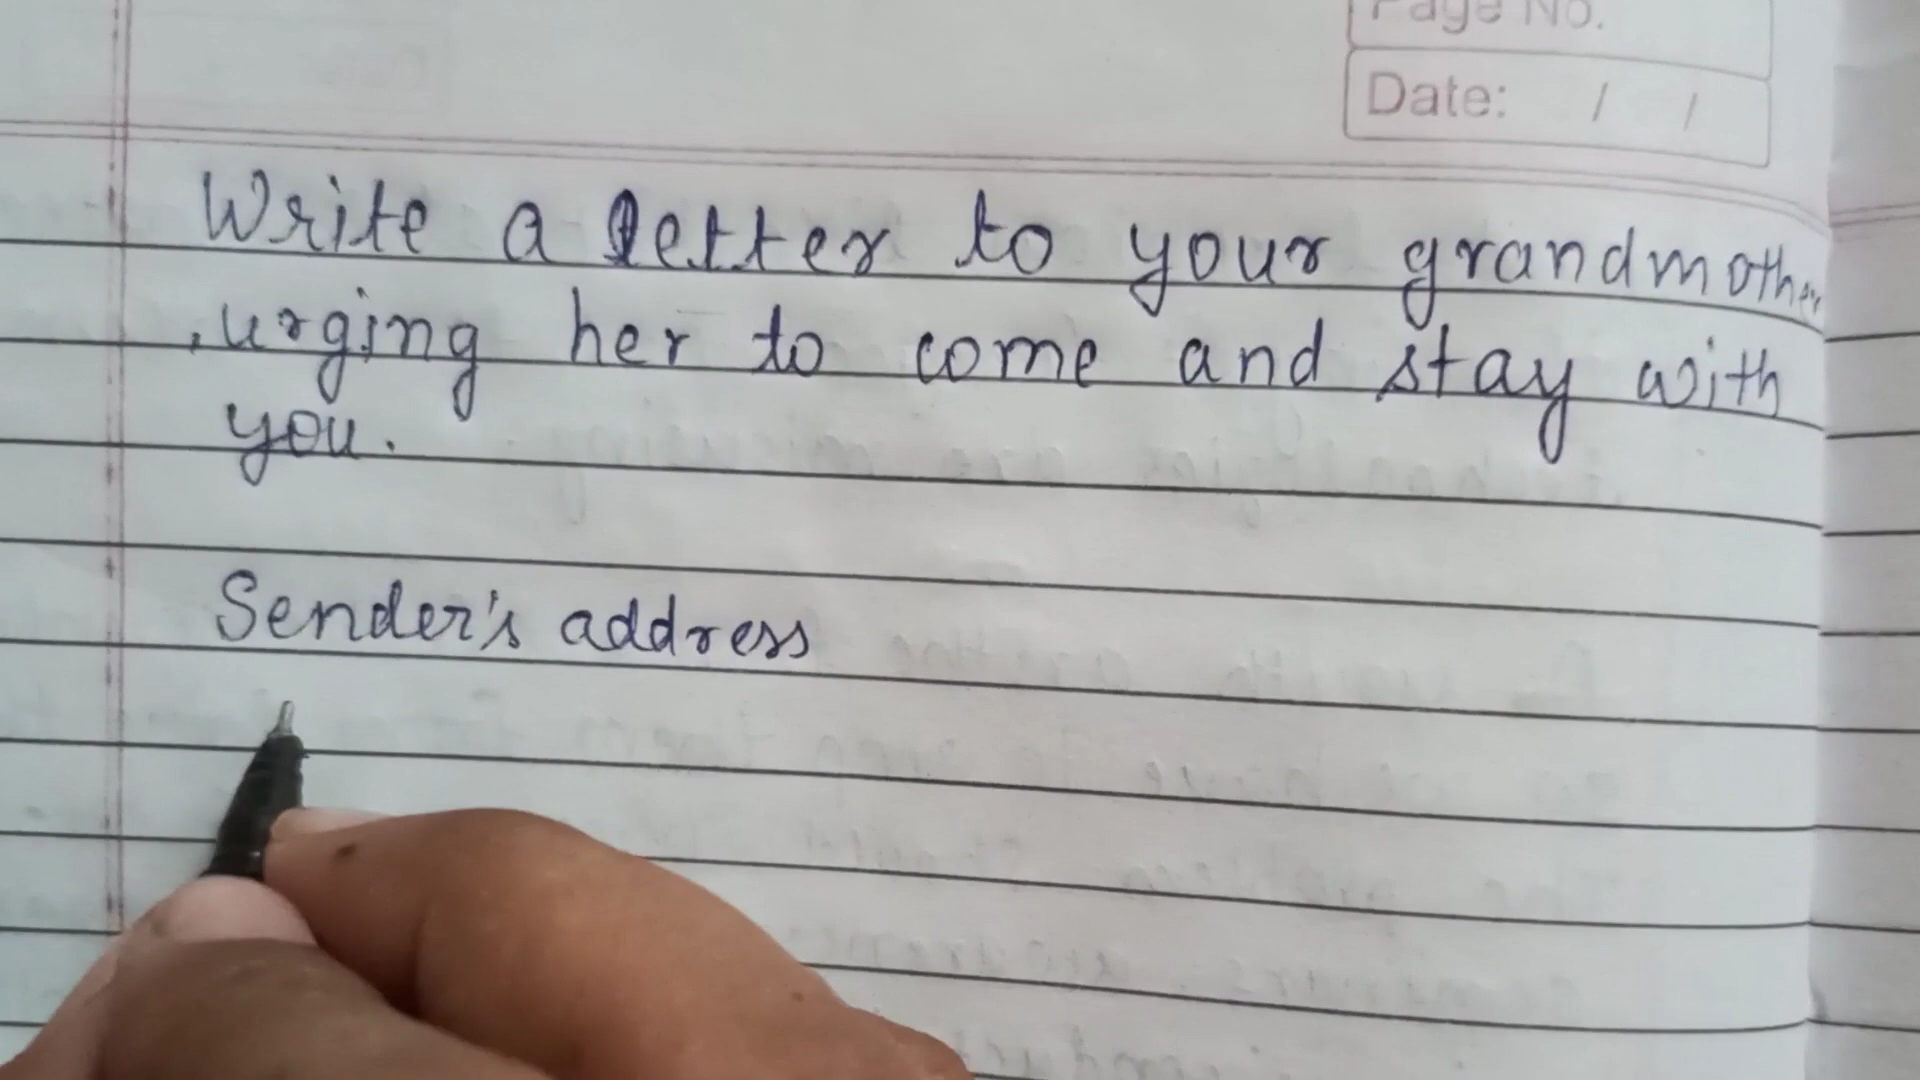 Page No.
Date: / /
Write a letter to your grandmother
, urging her to come and stay with
you.
Sender's address